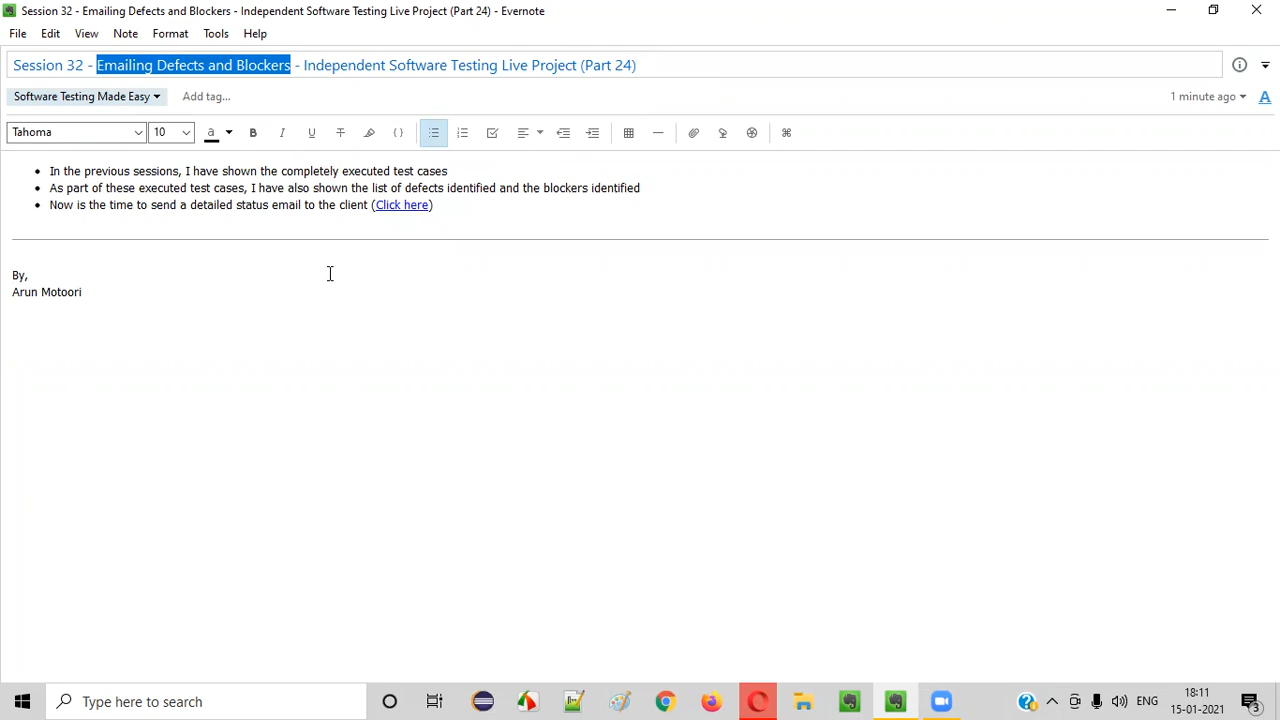 Session 32 - Emailing Defects and Blockers - Independent Software Testing Live Project (Part 24) - Evernote
File Edit View Note Format Tools Help
Session 32 - Emailing Defects and Blockers - Independent Software Testing Live Project (Part 24)
Software Testing Made Easy Add tag... 1 minute ago A
Tahoma 10 a B I U T { }
• In the previous sessions, I have shown the completely executed test cases
• As part of these executed test cases, I have also shown the list of defects identified and the blockers identified
• Now is the time to send a detailed status email to the client (Click here)
By,
Arun Motoori
Type here to search
ENG
18:11
15-01-2021
3